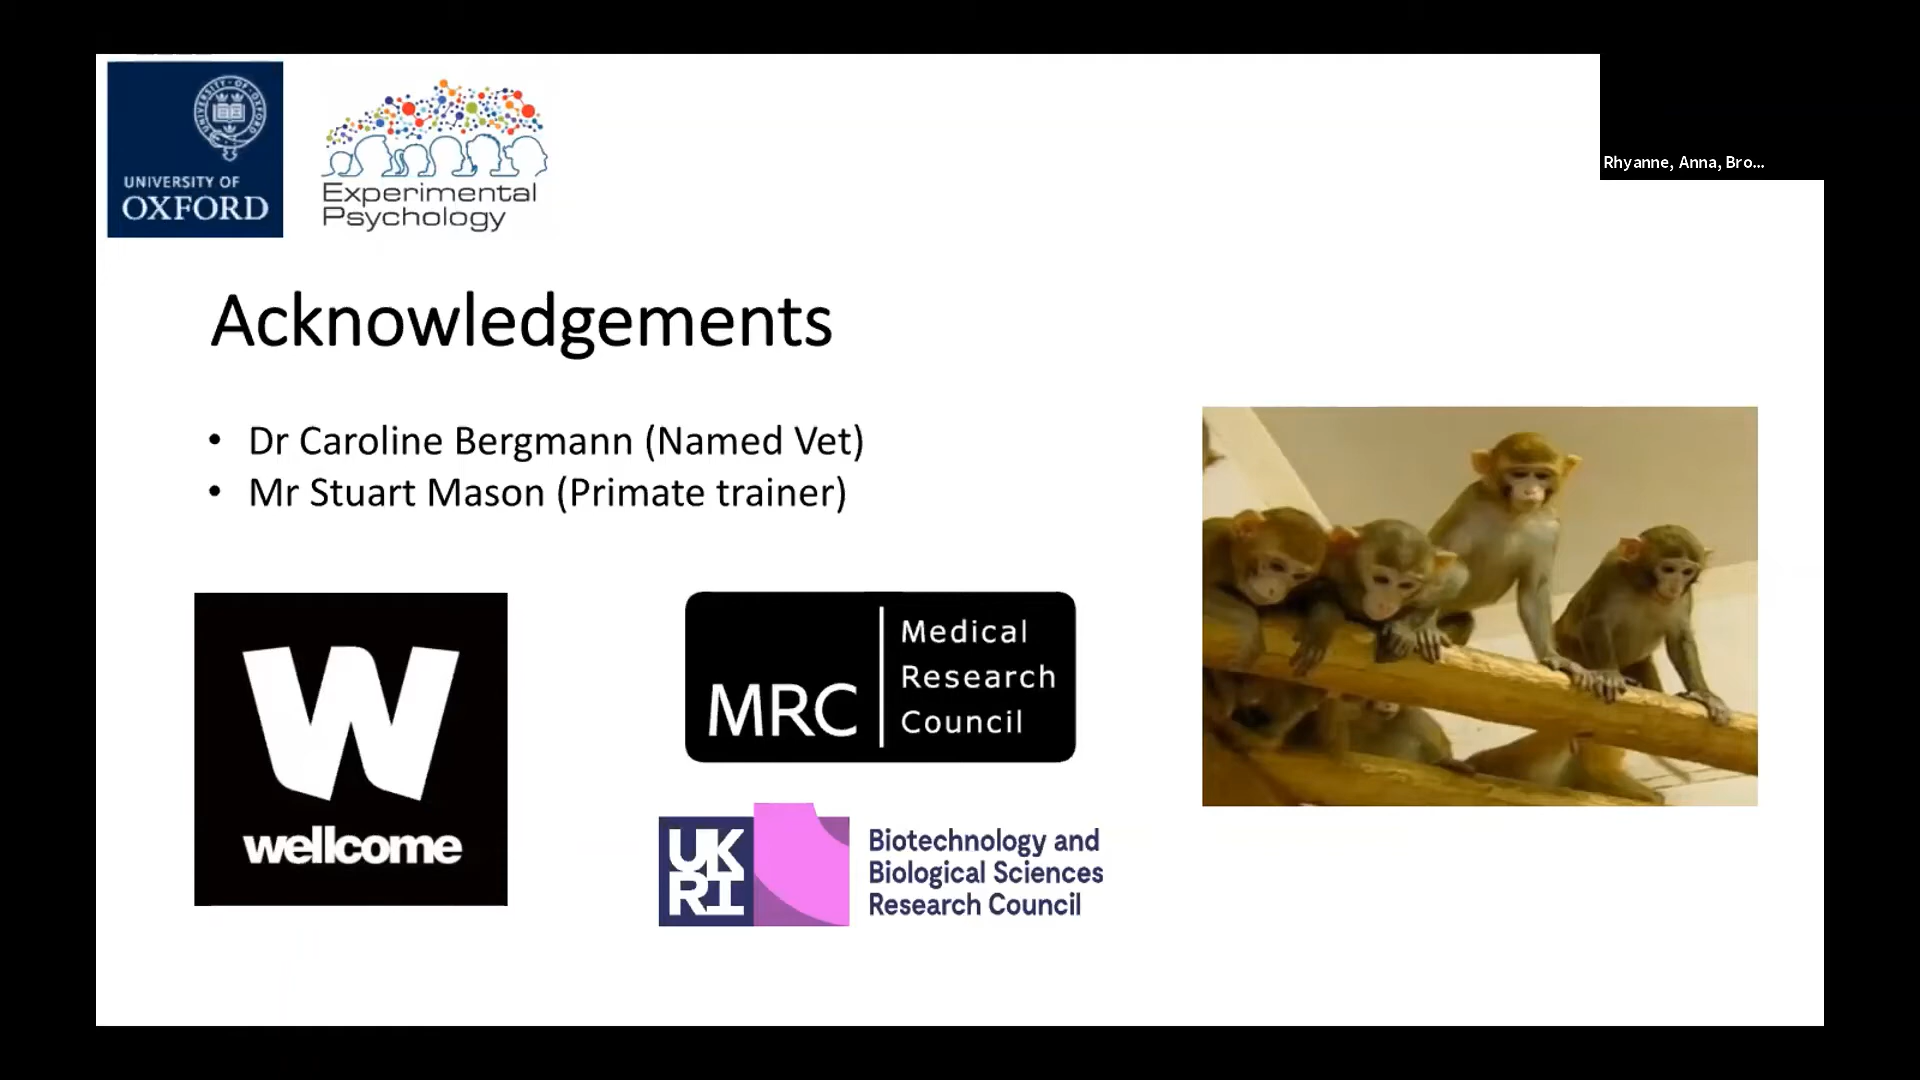 UNIVERSITY OF
OXFORD
Experimental
Psychology
Rhyanne, Anna, Bro...
Acknowledgements
• Dr Caroline Bergmann (Named Vet)
• Mr Stuart Mason (Primate trainer)
W
wellcome
MRC
Medical
Research
Council
UK
RI
Biotechnology and
Biological Sciences
Research Council